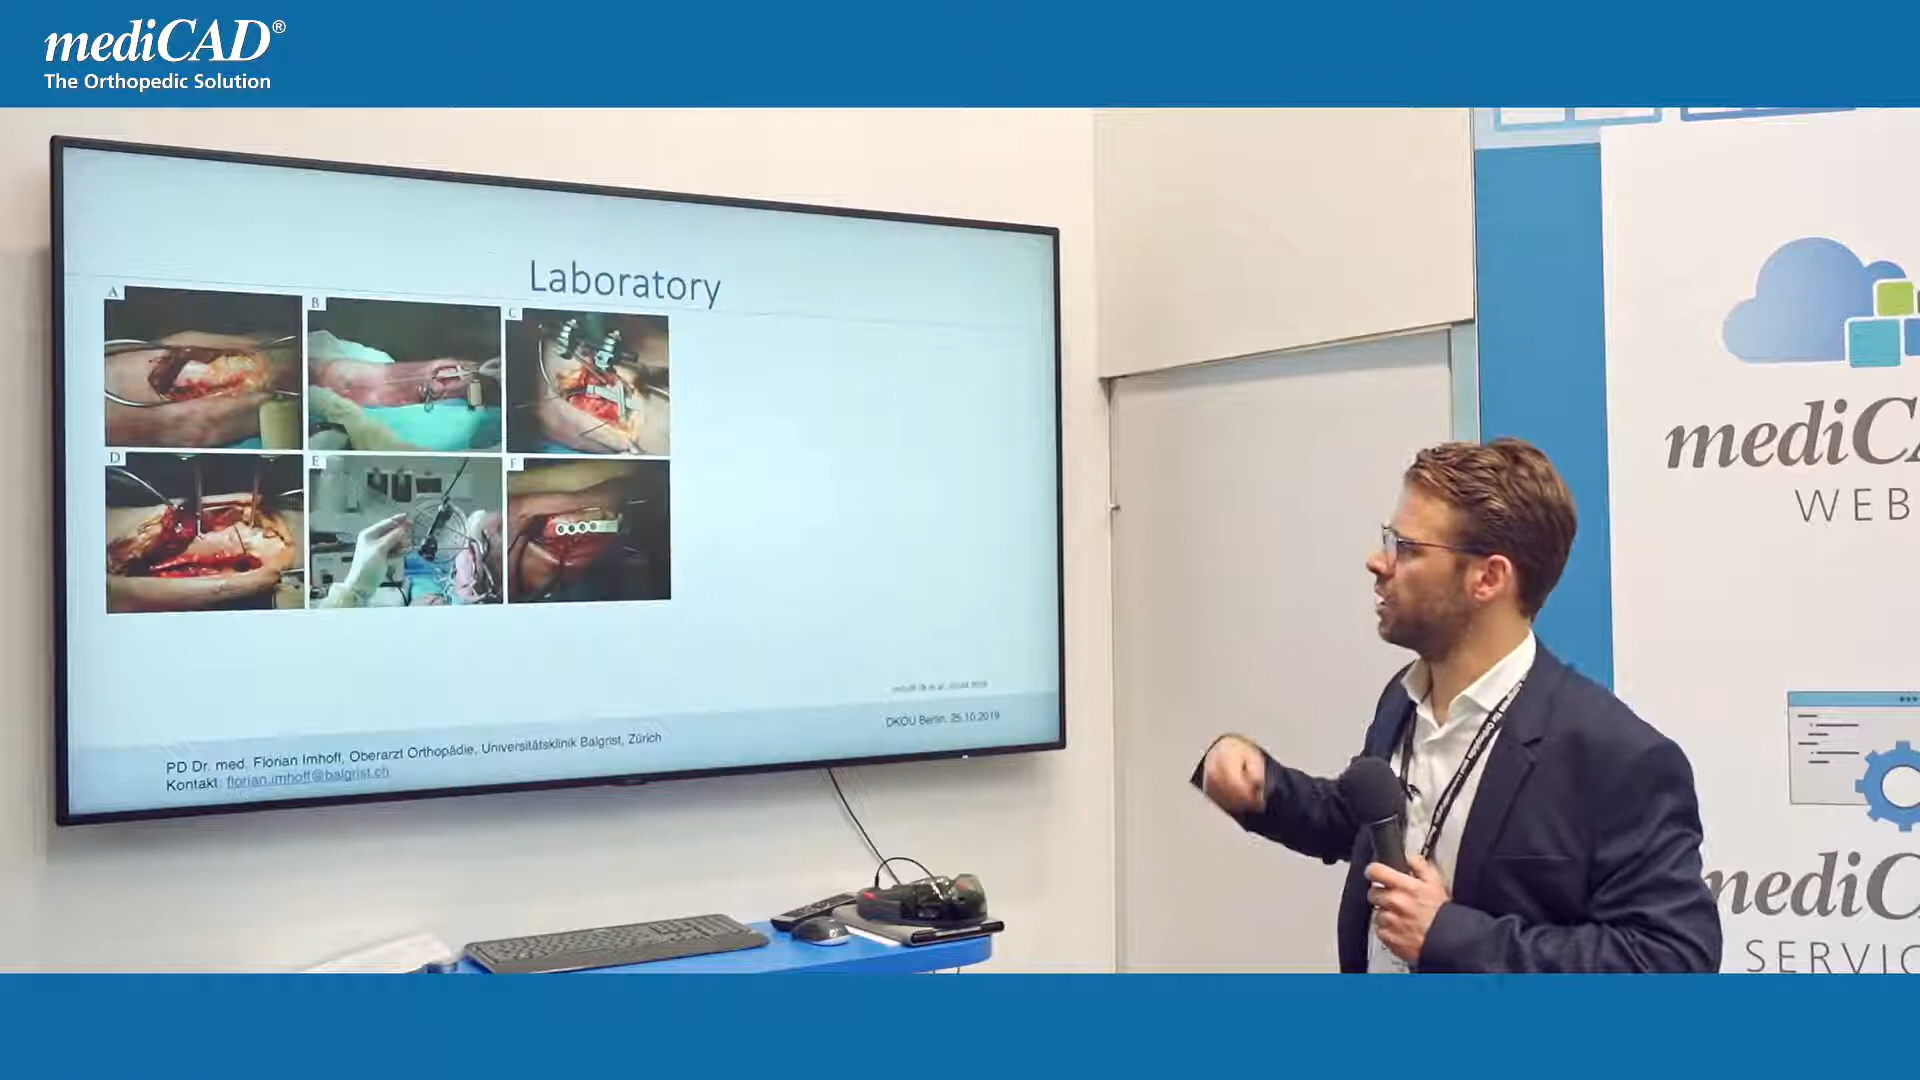 mediCAD®
The Orthopedic Solution
Laboratory
A
B
C
D
E
F
DKOU Berlin, 25.10.2019
PD Dr. med. Florian Imhoff, Oberarzt Orthopädie, Universitätsklinik Balgrist, Zürich
Kontakt: florian.imhoff@balgrist.ch
mediCA
WEB
mediC
SERVIC